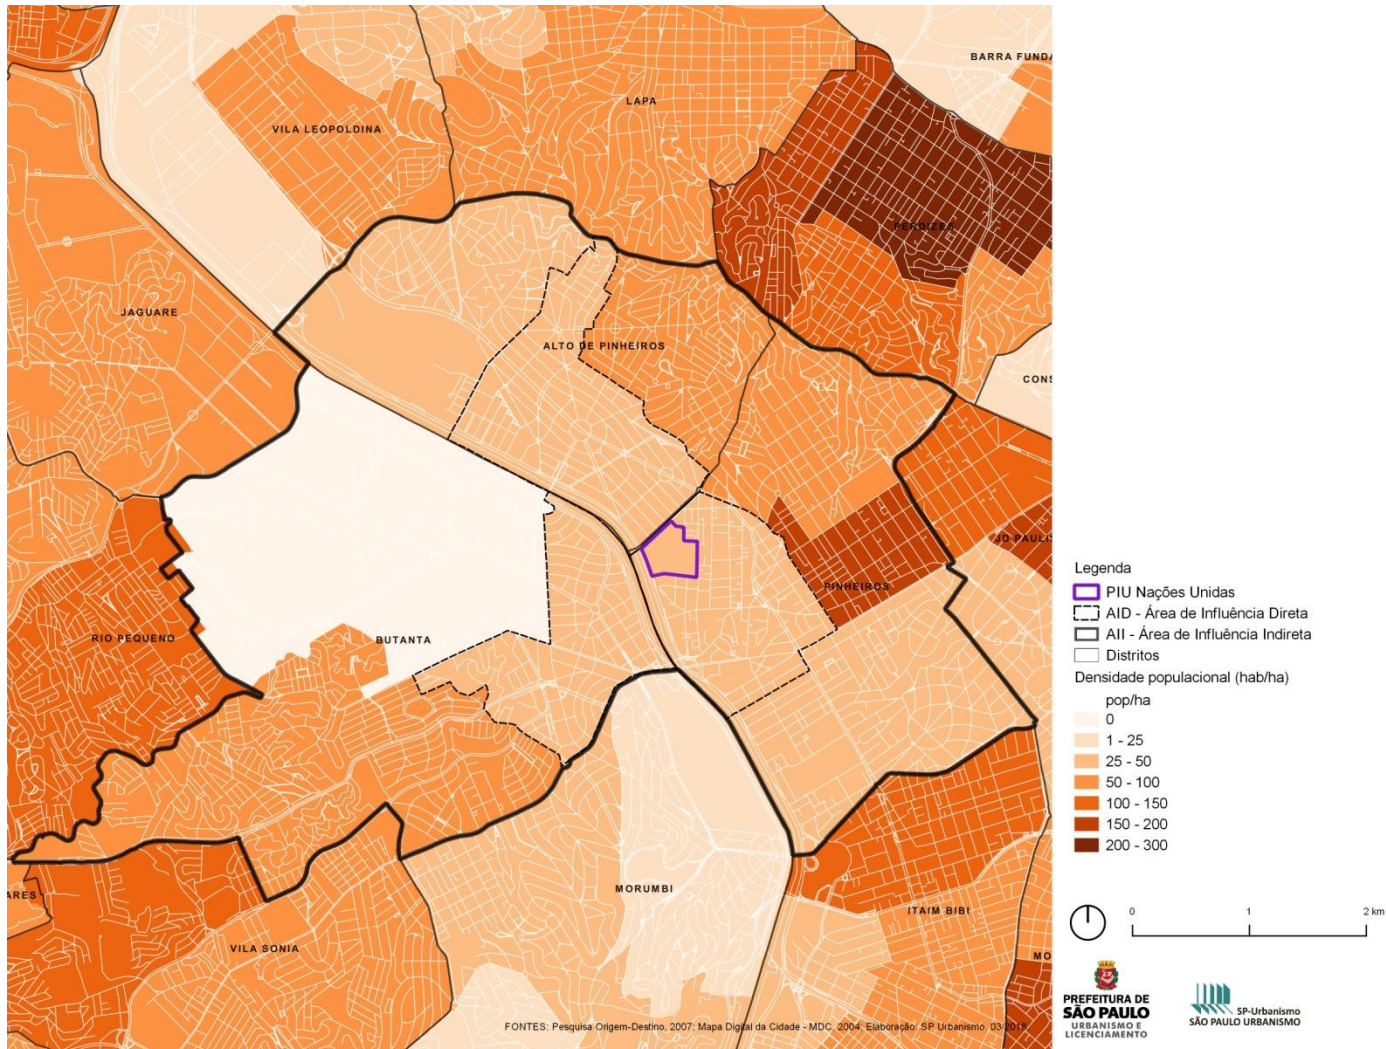 BARRA FUNDA
LAPA
VILA LEOPOLDINA
PERDIZES
JAGUARE
ALTO DE PINHEIROS
CONS
JD PAULIS
PINHEIROS
RIO PEQUENO
BUTANTA
MORUMBI
ARES
ITAIM BIBI
VILA SONIA
MO
FONTES: Pesquisa Origem-Destino, 2007; Mapa Digital da Cidade - MDC, 2004; Elaboração: SP Urbanismo, 03/2018.
Legenda
PIU Nações Unidas
AID - Área de Influência Direta
AII - Área de Influência Indireta
Distritos
Densidade populacional (hab/ha)
pop/ha
0
1 - 25
25 - 50
50 - 100
100 - 150
150 - 200
200 - 300
0 1 2 km
PREFEITURA DE
SÃO PAULO
URBANISMO E
LICENCIAMENTO
SP-Urbanismo
SÃO PAULO URBANISMO